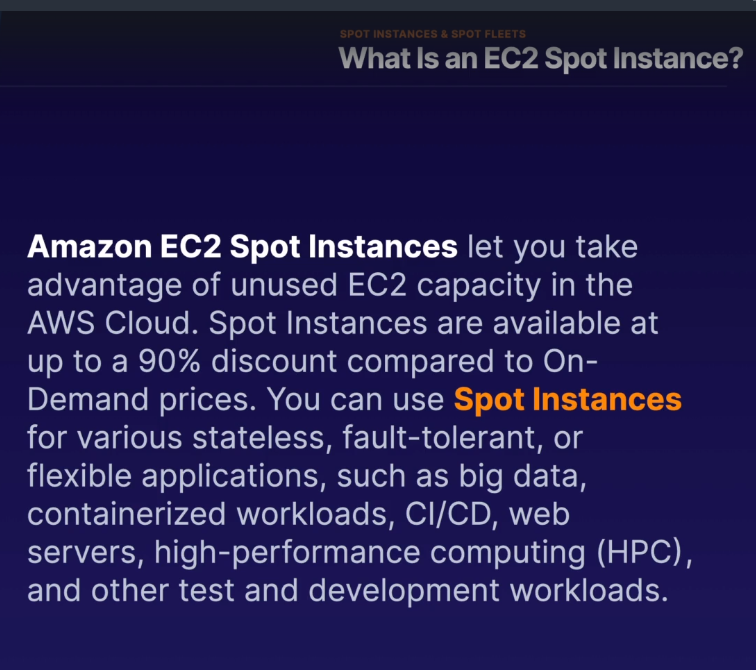 SPOT INSTANCES & SPOT FLEETS
What Is an EC2 Spot Instance?
Amazon EC2 Spot Instances let you take
advantage of unused EC2 capacity in the
AWS Cloud. Spot Instances are available at
up to a 90% discount compared to On-
Demand prices. You can use Spot Instances
for various stateless, fault-tolerant, or
flexible applications, such as big data,
containerized workloads, CI/CD, web
servers, high-performance computing (HPC),
and other test and development workloads.